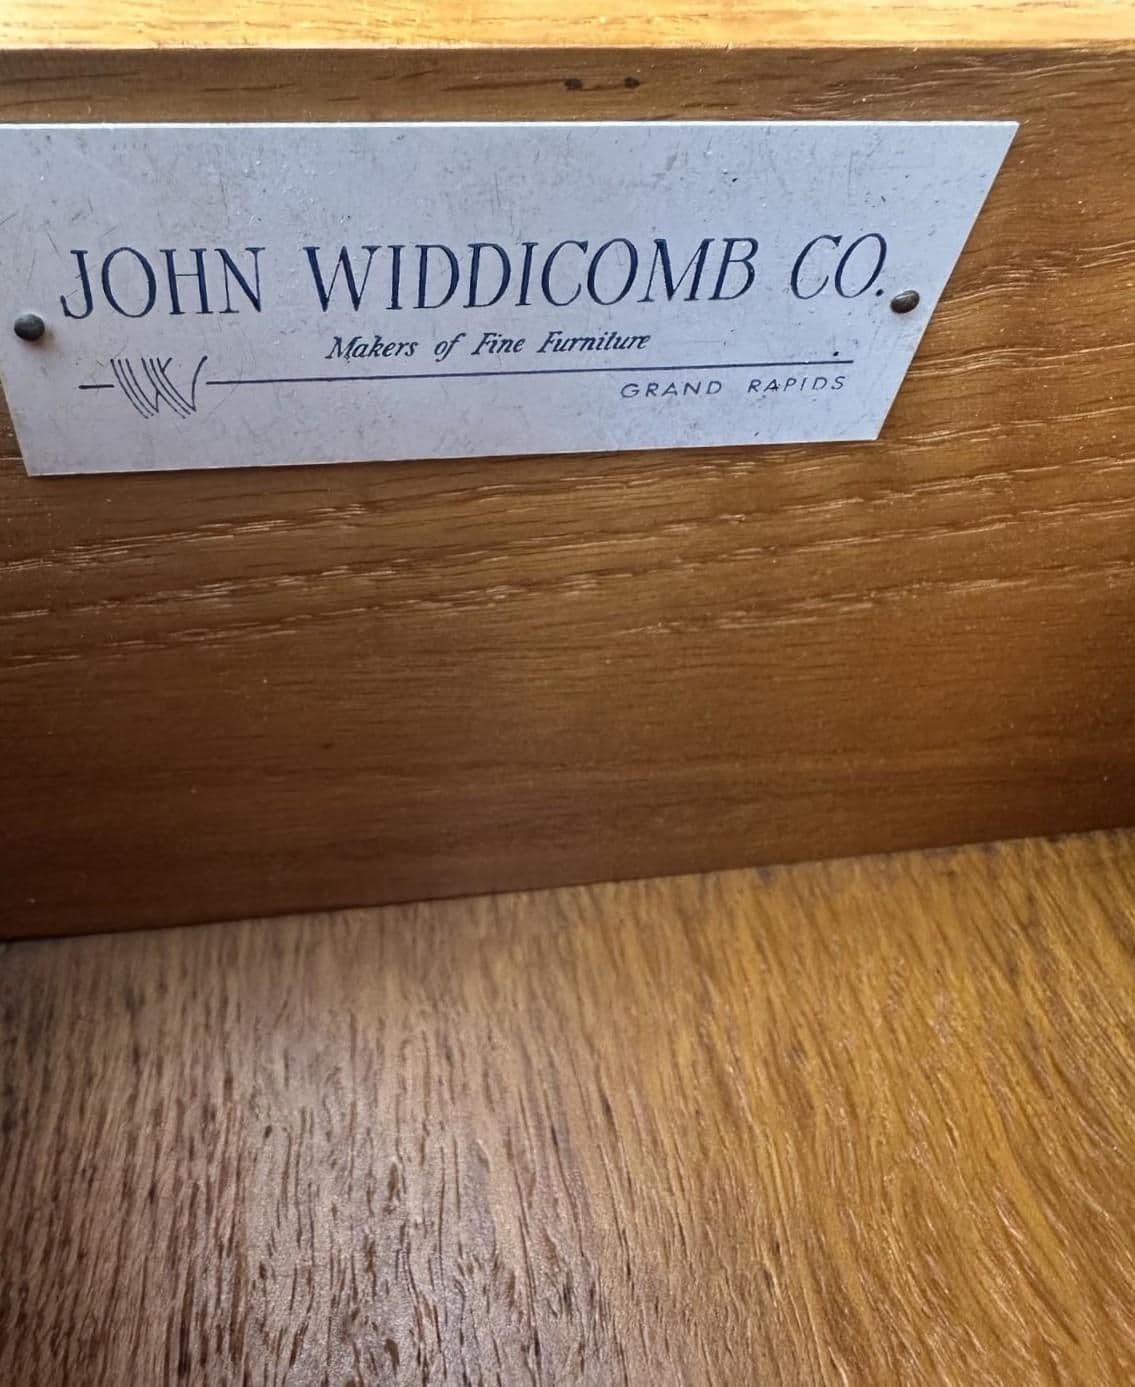 JOHN WIDDICOMB CO.
Makers of Fine Furniture
W
GRAND RAPIDS